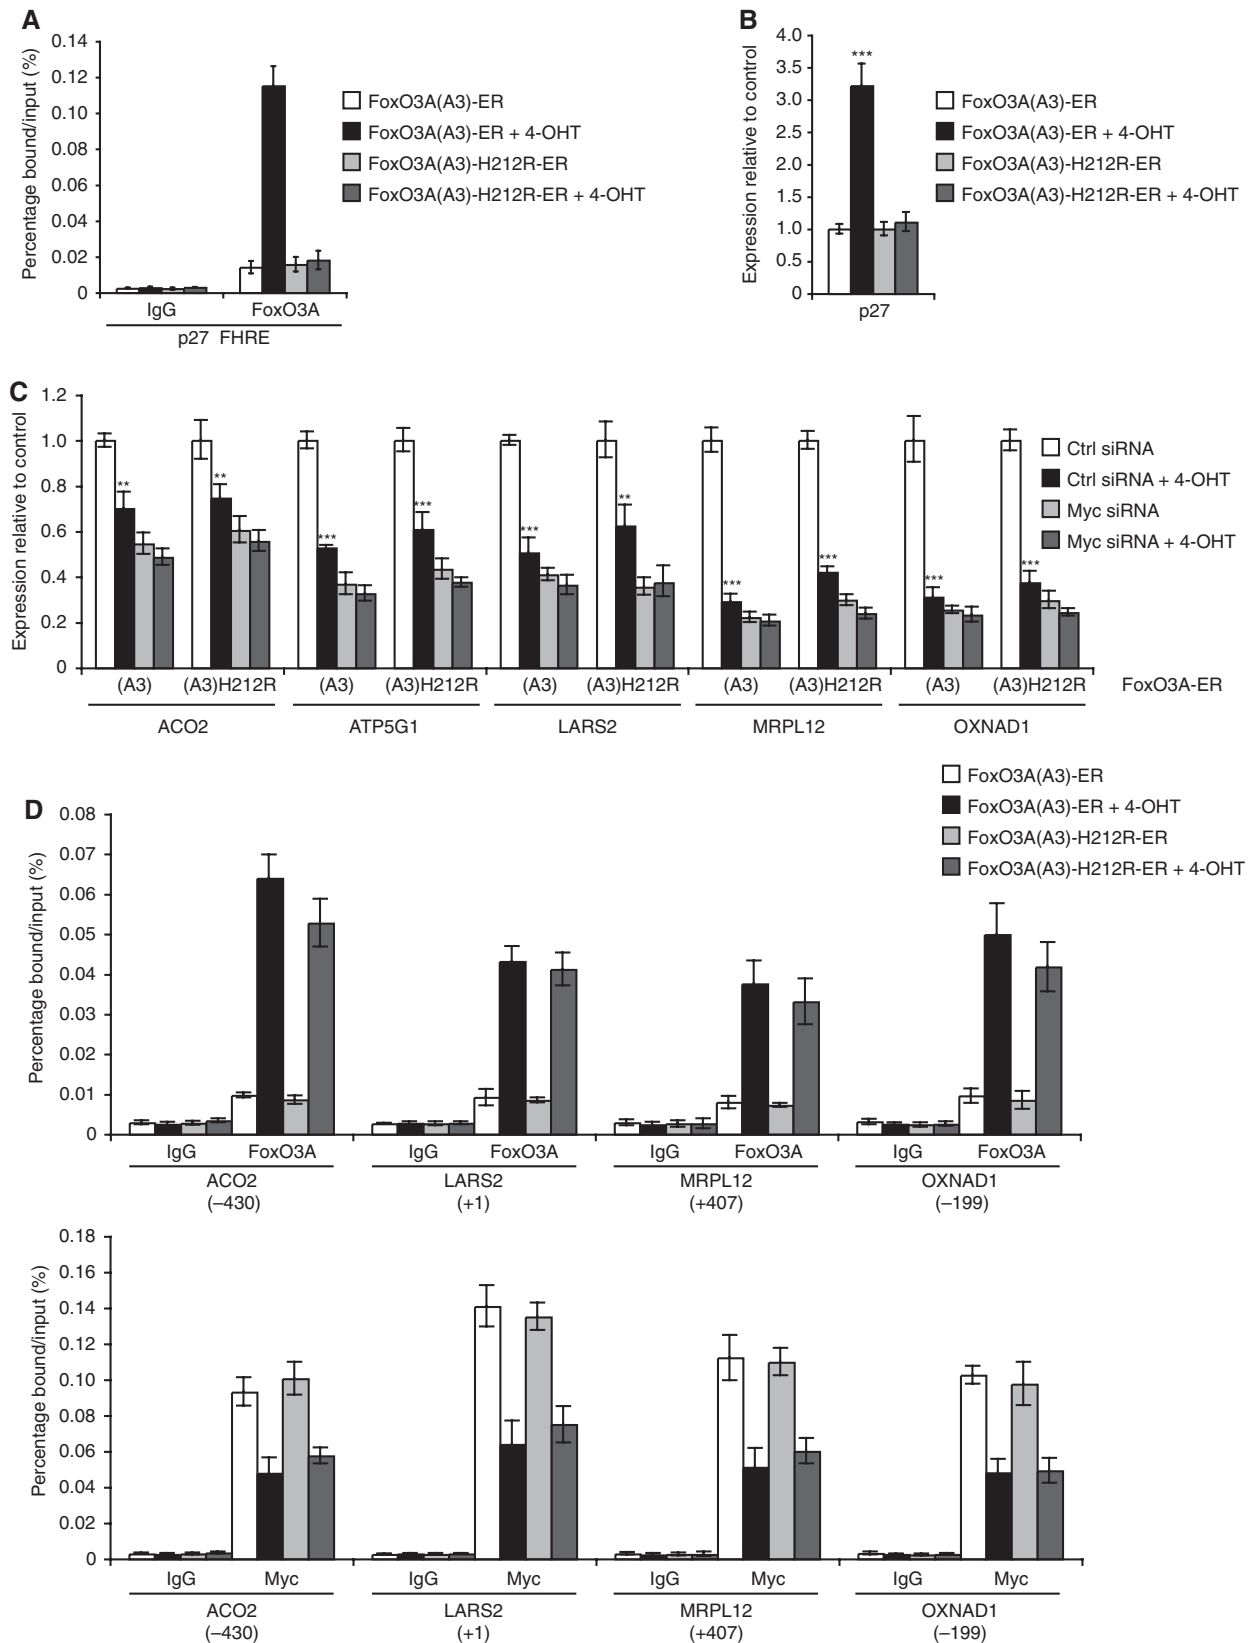 A
Percentage bound/input (%)
0.14
0.12
0.10
0.08
0.06
0.04
0.02
0
IgG FoxO3A
p27 FHRE
FoxO3A(A3)-ER
FoxO3A(A3)-ER + 4-OHT
FoxO3A(A3)-H212R-ER
FoxO3A(A3)-H212R-ER + 4-OHT
B
Expression relative to control
4.0
3.5
3.0
2.5
2.0
1.5
1.0
0.5
0
***
p27
FoxO3A(A3)-ER
FoxO3A(A3)-ER + 4-OHT
FoxO3A(A3)-H212R-ER
FoxO3A(A3)-H212R-ER + 4-OHT
C
Expression relative to control
1.2
1.0
0.8
0.6
0.4
0.2
0
** ** *** *** *** ** *** *** *** ***
Ctrl siRNA
Ctrl siRNA + 4-OHT
Myc siRNA
Myc siRNA + 4-OHT
(A3) (A3)H212R (A3) (A3)H212R (A3) (A3)H212R (A3) (A3)H212R (A3) (A3)H212R FoxO3A-ER
ACO2 ATP5G1 LARS2 MRPL12 OXNAD1
FoxO3A(A3)-ER
FoxO3A(A3)-ER + 4-OHT
FoxO3A(A3)-H212R-ER
FoxO3A(A3)-H212R-ER + 4-OHT
D
Percentage bound/input (%)
0.08
0.07
0.06
0.05
0.04
0.03
0.02
0.01
0
IgG FoxO3A IgG FoxO3A IgG FoxO3A IgG FoxO3A
ACO2 LARS2 MRPL12 OXNAD1
(−430) (+1) (+407) (−199)
Percentage bound/input (%)
0.18
0.16
0.14
0.12
0.10
0.08
0.06
0.04
0.02
0
IgG Myc IgG Myc IgG Myc IgG Myc
ACO2 LARS2 MRPL12 OXNAD1
(−430) (+1) (+407) (−199)